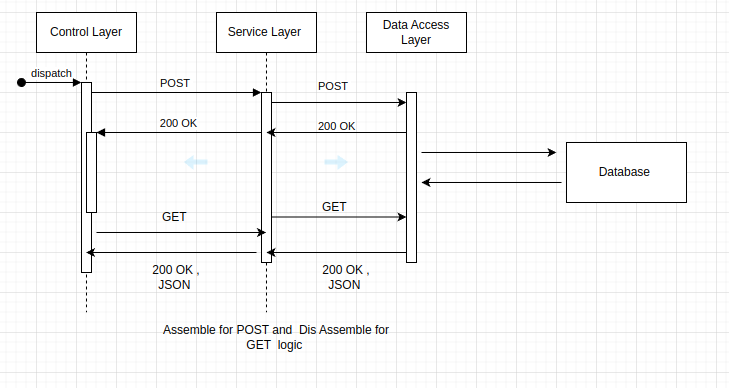 Control Layer
Service Layer
Data Access
Layer
dispatch
POST
POST
200 OK
200 OK
Database
GET
GET
200 OK ,
JSON
200 OK ,
JSON
Assemble for POST and  Dis Assemble for
GET  logic